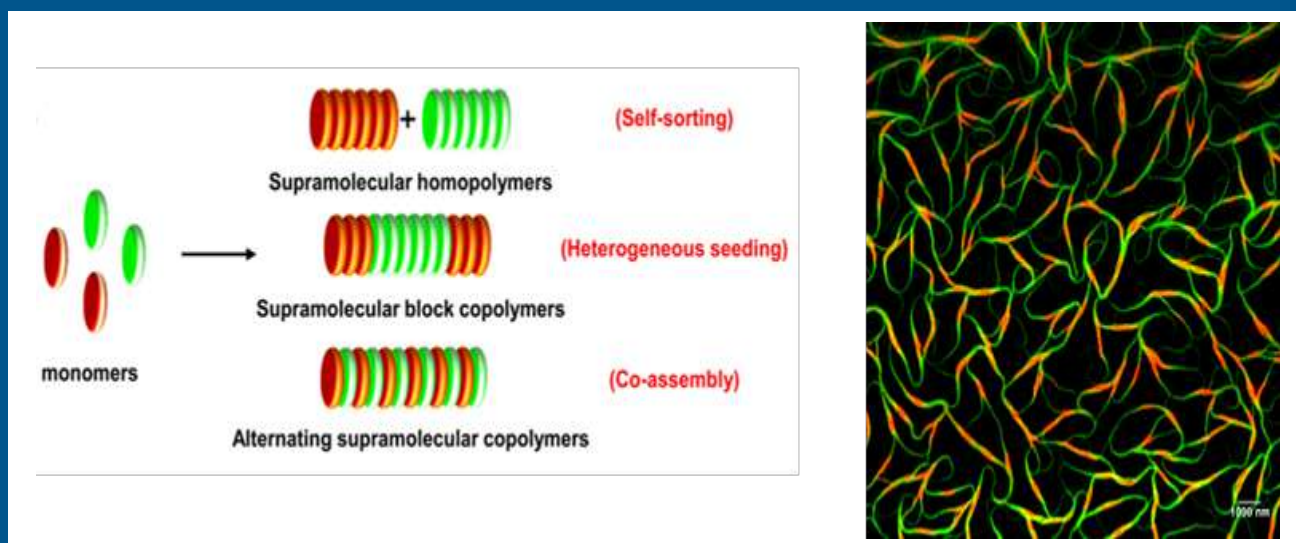 +
(Self-sorting)
Supramolecular homopolymers
(Heterogeneous seeding)
Supramolecular block copolymers
monomers
(Co-assembly)
Alternating supramolecular copolymers
1000 nm